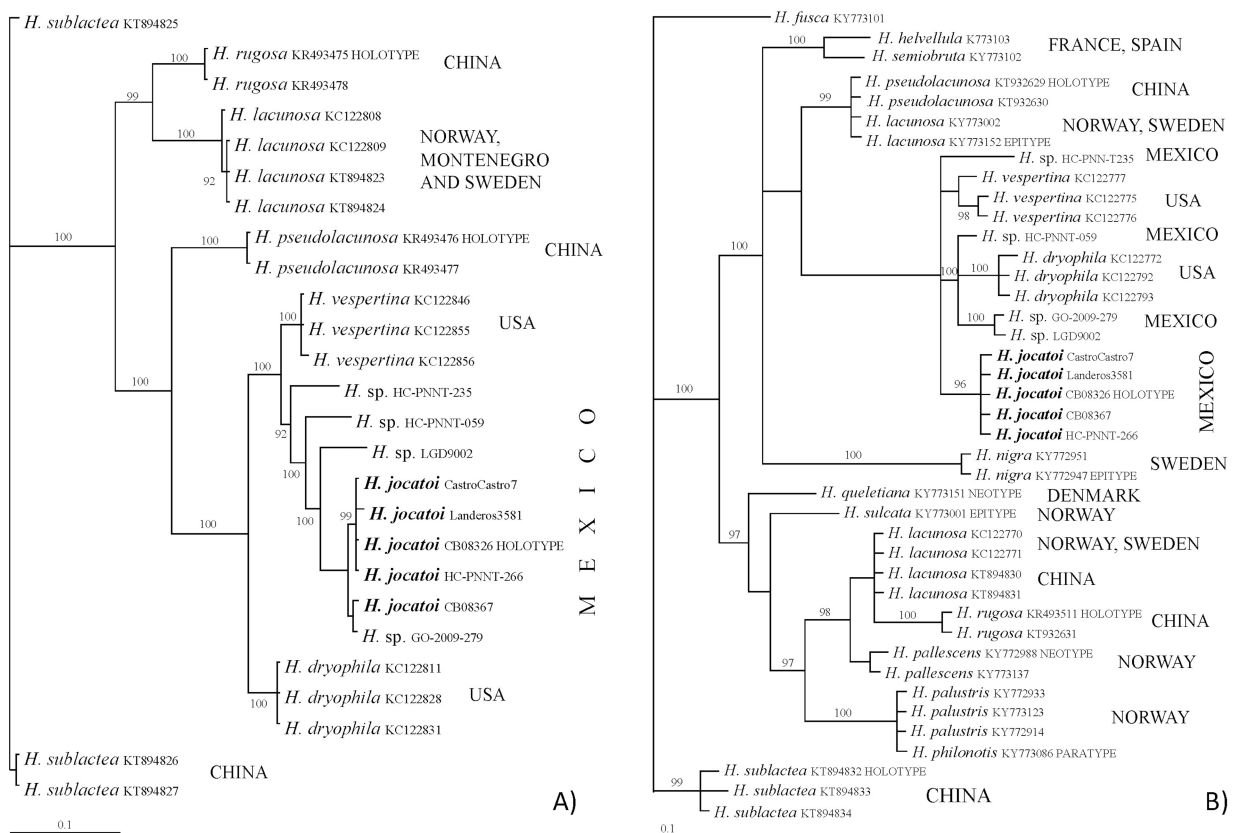 H. sublactea KT894825
H. rugosa KR493475 HOLOTYPE
100
CHINA
H. rugosa KR493478
99
H. lacunosa KC122808
100
H. lacunosa KC122809
NORWAY,
MONTENEGRO
AND SWEDEN
H. lacunosa KT894823
92
H. lacunosa KT894824
100
H. pseudolacunosa KR493476 HOLOTYPE
100
CHINA
H. pseudolacunosa KR493477
H. vespertina KC122846
100
H. vespertina KC122855
USA
H. vespertina KC122856
100
100
H. sp. HC-PNNT-235
H. sp. HC-PNNT-059
92
H. sp. LGD9002
100
H. jocatoi CastroCastro7
100
99
H. jocatoi Landeros3581
100
H. jocatoi CB08326 HOLOTYPE
H. jocatoi HC-PNNT-266
H. jocatoi CB08367
H. sp. GO-2009-279
MEXICO
H. dryophila KC122811
H. dryophila KC122828
USA
100
H. dryophila KC122831
H. sublactea KT894826
CHINA
H. sublactea KT894827
0.1
A)
H. fusca KY773101
100
H. helvellula K773103
FRANCE, SPAIN
H. semiobruta KY773102
H. pseudolacunosa KT932629 HOLOTYPE
CHINA
99
H. pseudolacunosa KT932630
H. lacunosa KY773002
NORWAY, SWEDEN
H. lacunosa KY773152 EPITYPE
H. sp. HC-PNN-T235
MEXICO
H. vespertina KC122777
H. vespertina KC122775
USA
98
H. vespertina KC122776
H. sp. HC-PNNT-059
MEXICO
100
H. dryophila KC122772
100
100
H. dryophila KC122792
USA
H. dryophila KC122793
H. sp. GO-2009-279
100
MEXICO
H. sp. LGD9002
H. jocatoi CastroCastro7
H. jocatoi Landeros3581
96
H. jocatoi CB08326 HOLOTYPE
100
H. jocatoi CB08367
H. jocatoi HC-PNNT-266
MEXICO
H. nigra KY772951
100
SWEDEN
H. nigra KY772947 EPITYPE
H. queletiana KY773151 NEOTYPE
DENMARK
H. sulcata KY773001 EPITYPE
NORWAY
97
H. lacunosa KC122770
NORWAY, SWEDEN
H. lacunosa KC122771
H. lacunosa KT894830
CHINA
H. lacunosa KT894831
98
100
H. rugosa KR493511 HOLOTYPE
CHINA
H. rugosa KT932631
H. pallescens KY772988 NEOTYPE
NORWAY
97
H. pallescens KY773137
H. palustris KY772933
100
H. palustris KY773123
NORWAY
H. palustris KY772914
H. philonotis KY773086 PARATYPE
H. sublactea KT894832 HOLOTYPE
99
H. sublactea KT894833
CHINA
H. sublactea KT894834
0.1
B)